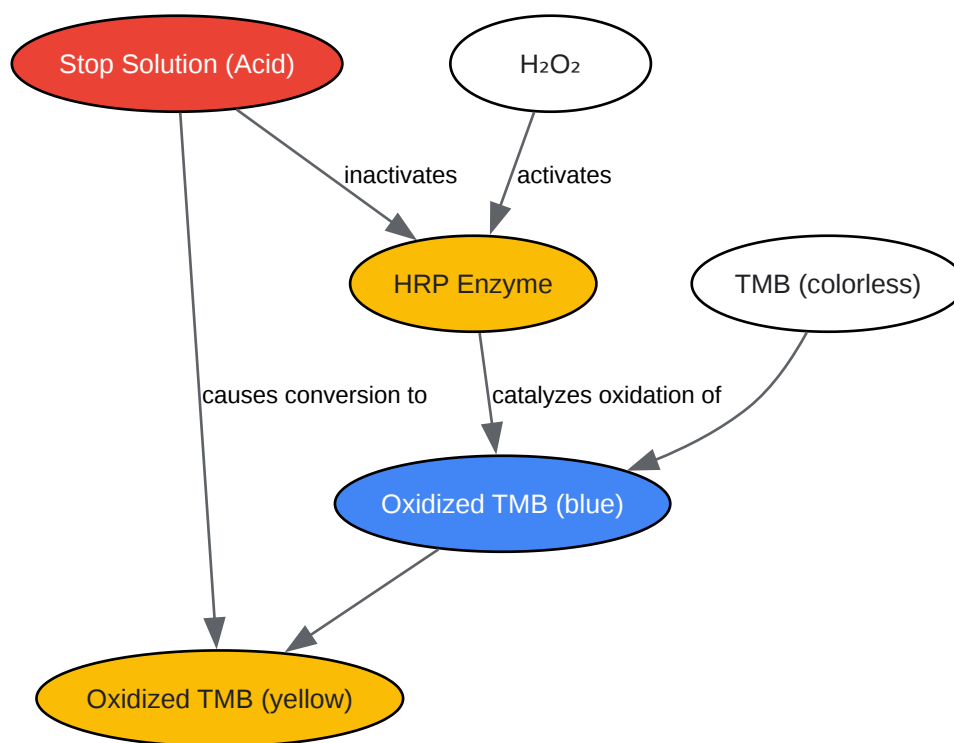 Stop Solution (Acid)
H₂O₂
inactivates
activates
HRP Enzyme
TMB (colorless)
causes conversion to
catalyzes oxidation of
Oxidized TMB (blue)
Oxidized TMB (yellow)